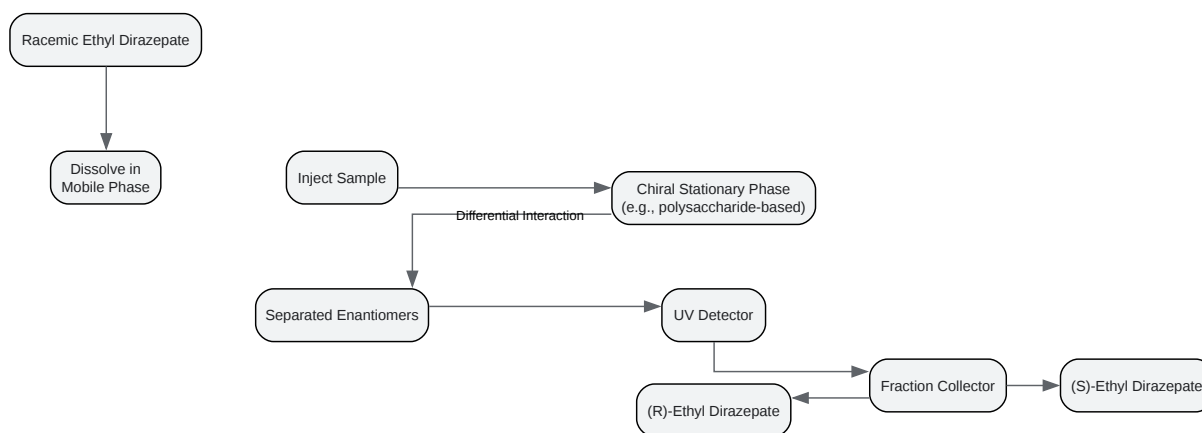 Racemic Ethyl Dirazepate
Dissolve in
Mobile Phase
Inject Sample
Chiral Stationary Phase
(e.g., polysaccharide-based)
Differential Interaction
Separated Enantiomers
UV Detector
Fraction Collector
(S)-Ethyl Dirazepate
(R)-Ethyl Dirazepate